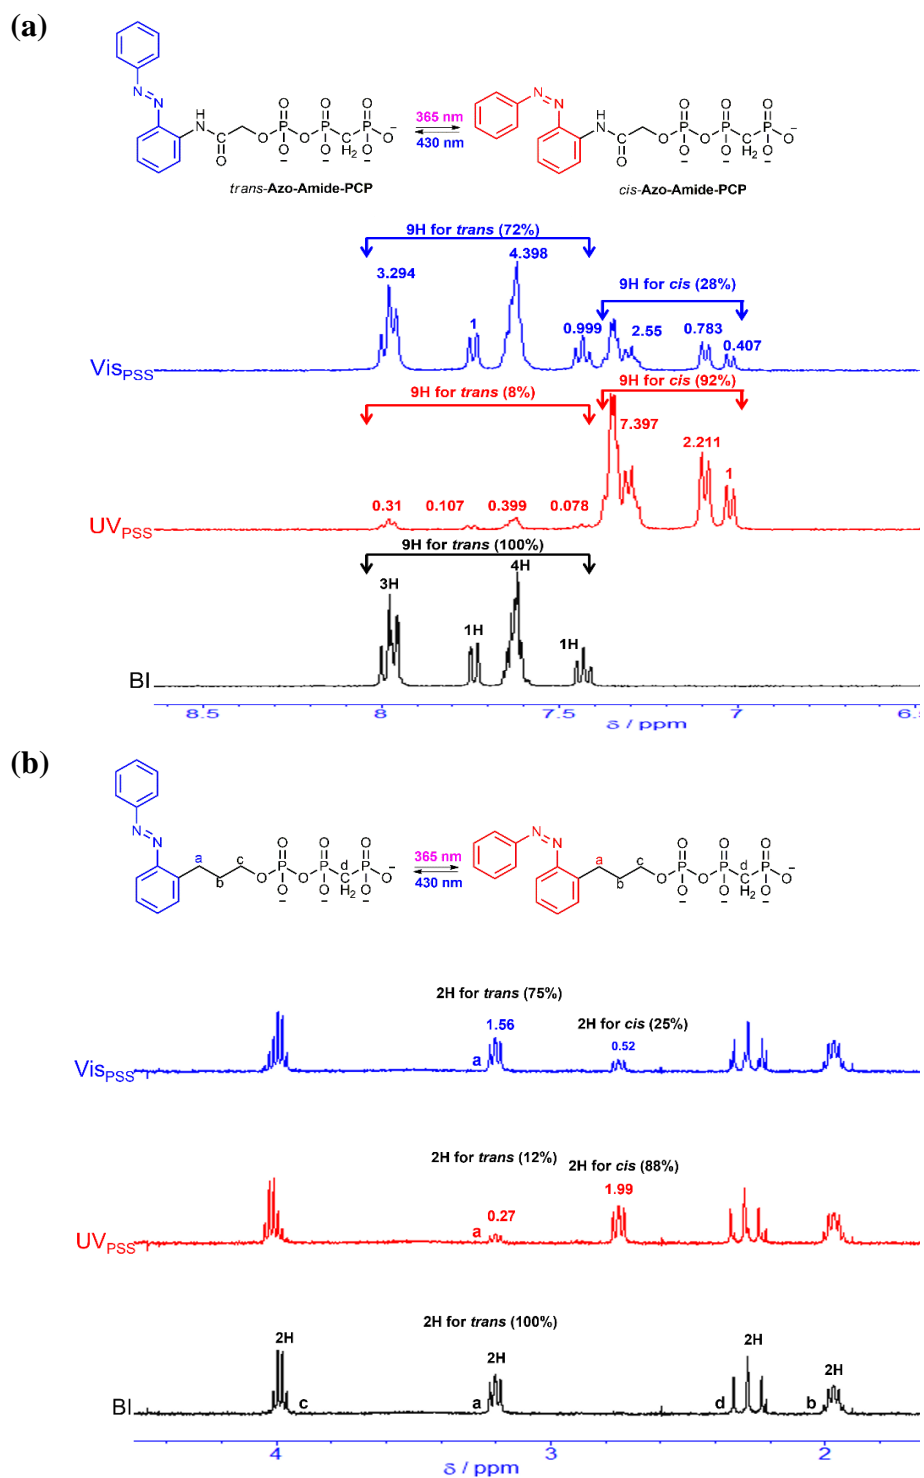 (a)
N
N
H
N
O
O
P
O
O
P
O
O
P
O
O
C
H2
trans-Azo-Amide-PCP
365 nm
430 nm
N
N
H
N
O
O
P
O
O
P
O
O
P
O
O
C
H2
cis-Azo-Amide-PCP
9H for trans (72%)
3.294
4.398
1
0.999
9H for cis (28%)
2.55
0.783
0.407
VisPSS
9H for trans (8%)
9H for cis (92%)
7.397
2.211
1
0.31
0.107
0.399
0.078
UVPSS
9H for trans (100%)
3H
4H
1H
1H
BI
8.5
8
7.5
7
6.5
δ / ppm
(b)
N
N
a
b
c
O
O
P
O
O
P
O
d
C
H2
O
P
O
O
365 nm
430 nm
N
N
a
b
c
O
O
P
O
O
P
O
d
C
H2
O
P
O
O
2H for trans (75%)
1.56
2H for cis (25%)
0.52
a
VisPSS
2H for trans (12%)
2H for cis (88%)
1.99
0.27
a
UVPSS
2H for trans (100%)
2H
2H
2H
2H
c
a
d
b
BI
4
3
2
δ / ppm